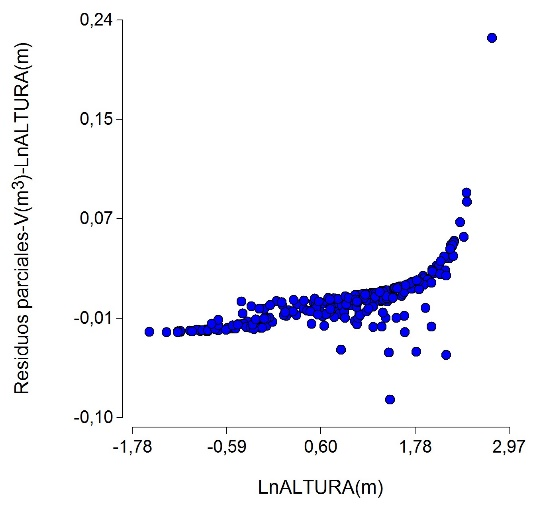 0,24
0,15
0,07
-0,01
-0,10
Residuos parciales-V(m³)-LnALTURA(m)
-1,78 -0,59 0,60 1,78 2,97
LnALTURA(m)